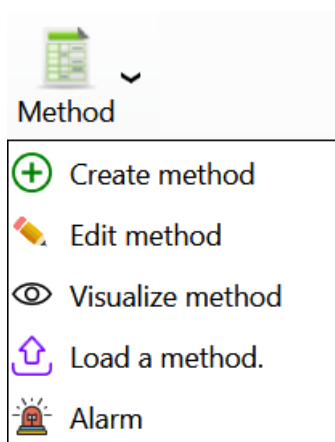 Method
Create method
Edit method
Visualize method
Load a method.
Alarm